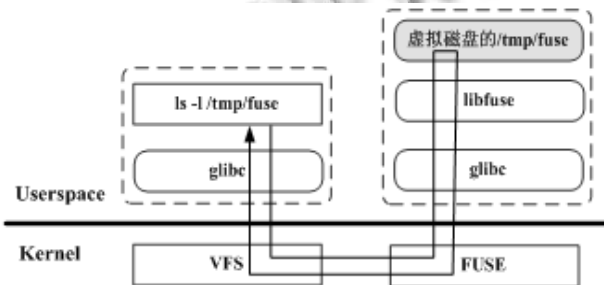 虚拟磁盘的/tmp/fuse
ls -l /tmp/fuse
libfuse
glibc
glibc
Userspace
Kernel
VFS
FUSE